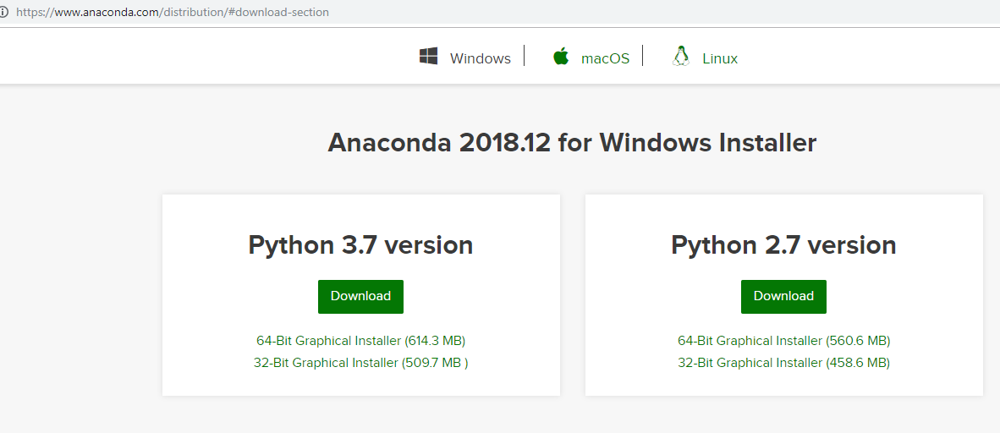 https://www.anaconda.com/distribution/#download-section
Windows
macOS
Linux
Anaconda 2018.12 for Windows Installer
Python 3.7 version
Download
64-Bit Graphical Installer (614.3 MB)
32-Bit Graphical Installer (509.7 MB )
Python 2.7 version
Download
64-Bit Graphical Installer (560.6 MB)
32-Bit Graphical Installer (458.6 MB)